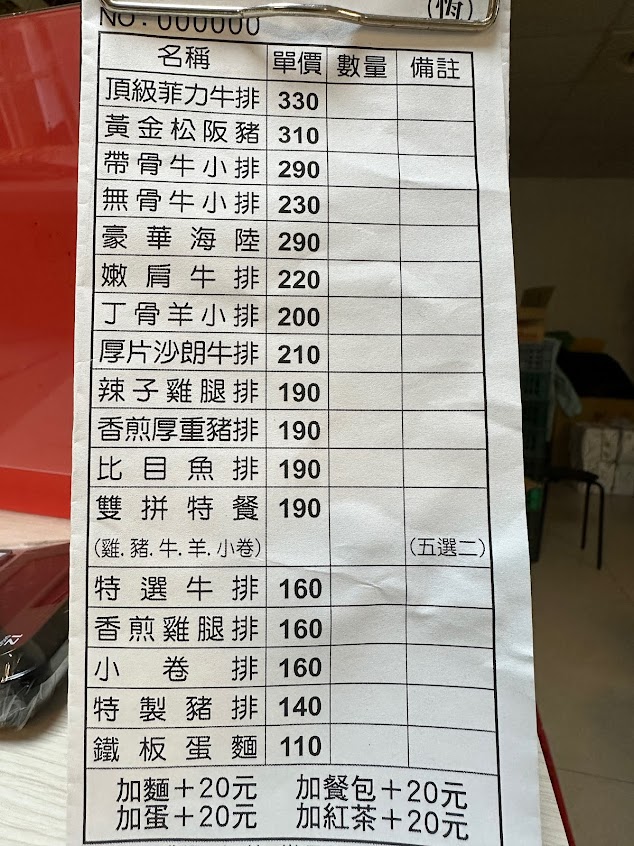 NO. 000000
名稱 單價 數量 備註
頂級菲力牛排 330
黃金松阪豬 310
帶骨牛小排 290
無骨牛小排 230
豪華海陸 290
嫩肩牛排 220
丁骨羊小排 200
厚片沙朗牛排 210
辣子雞腿排 190
香煎厚重豬排 190
比目魚排 190
雙拼特餐 190
(雞.豬.牛.羊.小卷) (五選二)
特選牛排 160
香煎雞腿排 160
小卷排 160
特製豬排 140
鐵板蛋麵 110
加麵+20元 加餐包+20元
加蛋+20元 加紅茶+20元